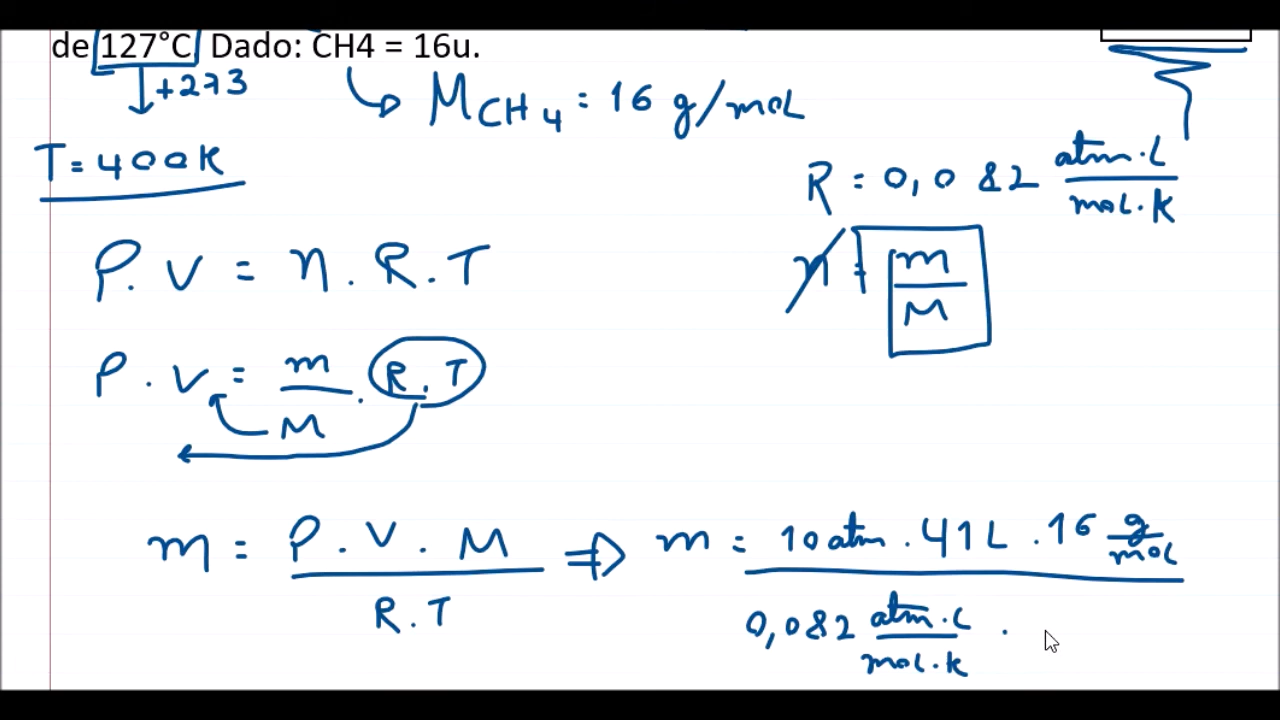 de 127°C Dado: CH4 = 16u.
+273
M CH4 = 16 g/mol
T = 400K
R = 0,082 atm.L/mol.K
P.V = n.R.T
n = m/M
P.V = m/M . R.T
m = P.V.M/R.T ⇒ m = 10atm . 41L . 16 g/mol / 0,082 atm.L/mol.K .